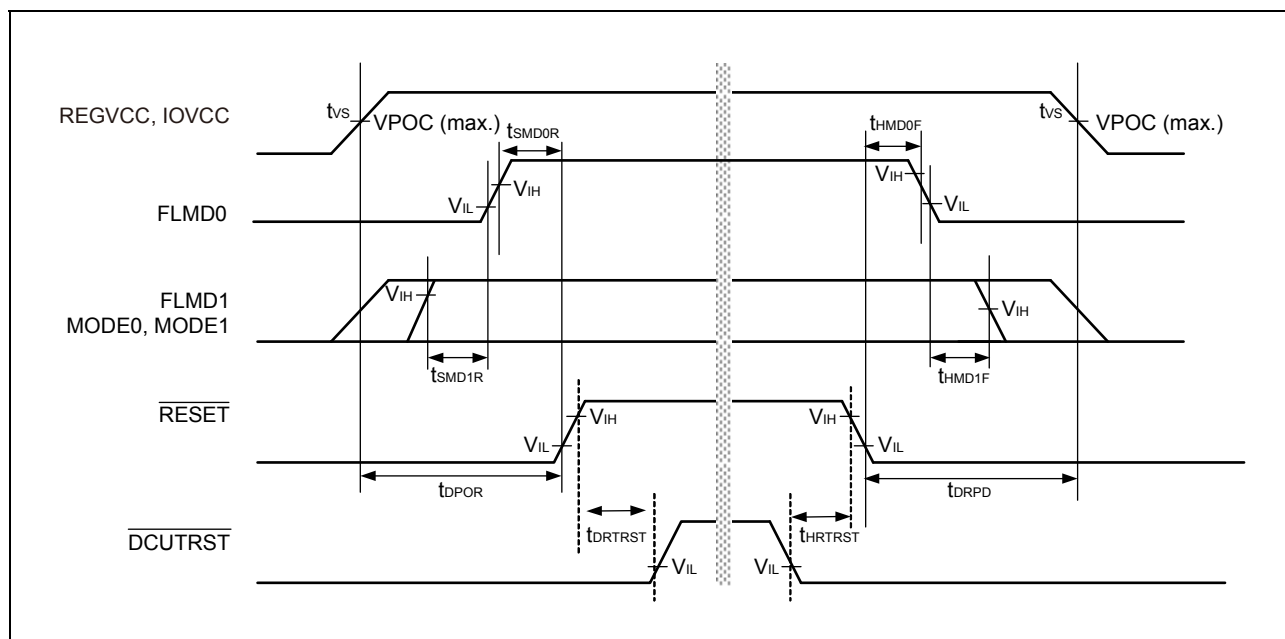 REGVCC, IOVCC
tVS
VPOC (max.)
tSMD0R
tHMD0F
tVS
VPOC (max.)
FLMD0
VIL
VIH
VIH
VIL
FLMD1
MODE0, MODE1
VIH
tSMD1R
VIH
tHMD1F
RESET
VIL
VIH
VIH
VIL
tDPOR
tDRPD
DCUTRST
tDRTRST
VIL
tHRTRST
VIL